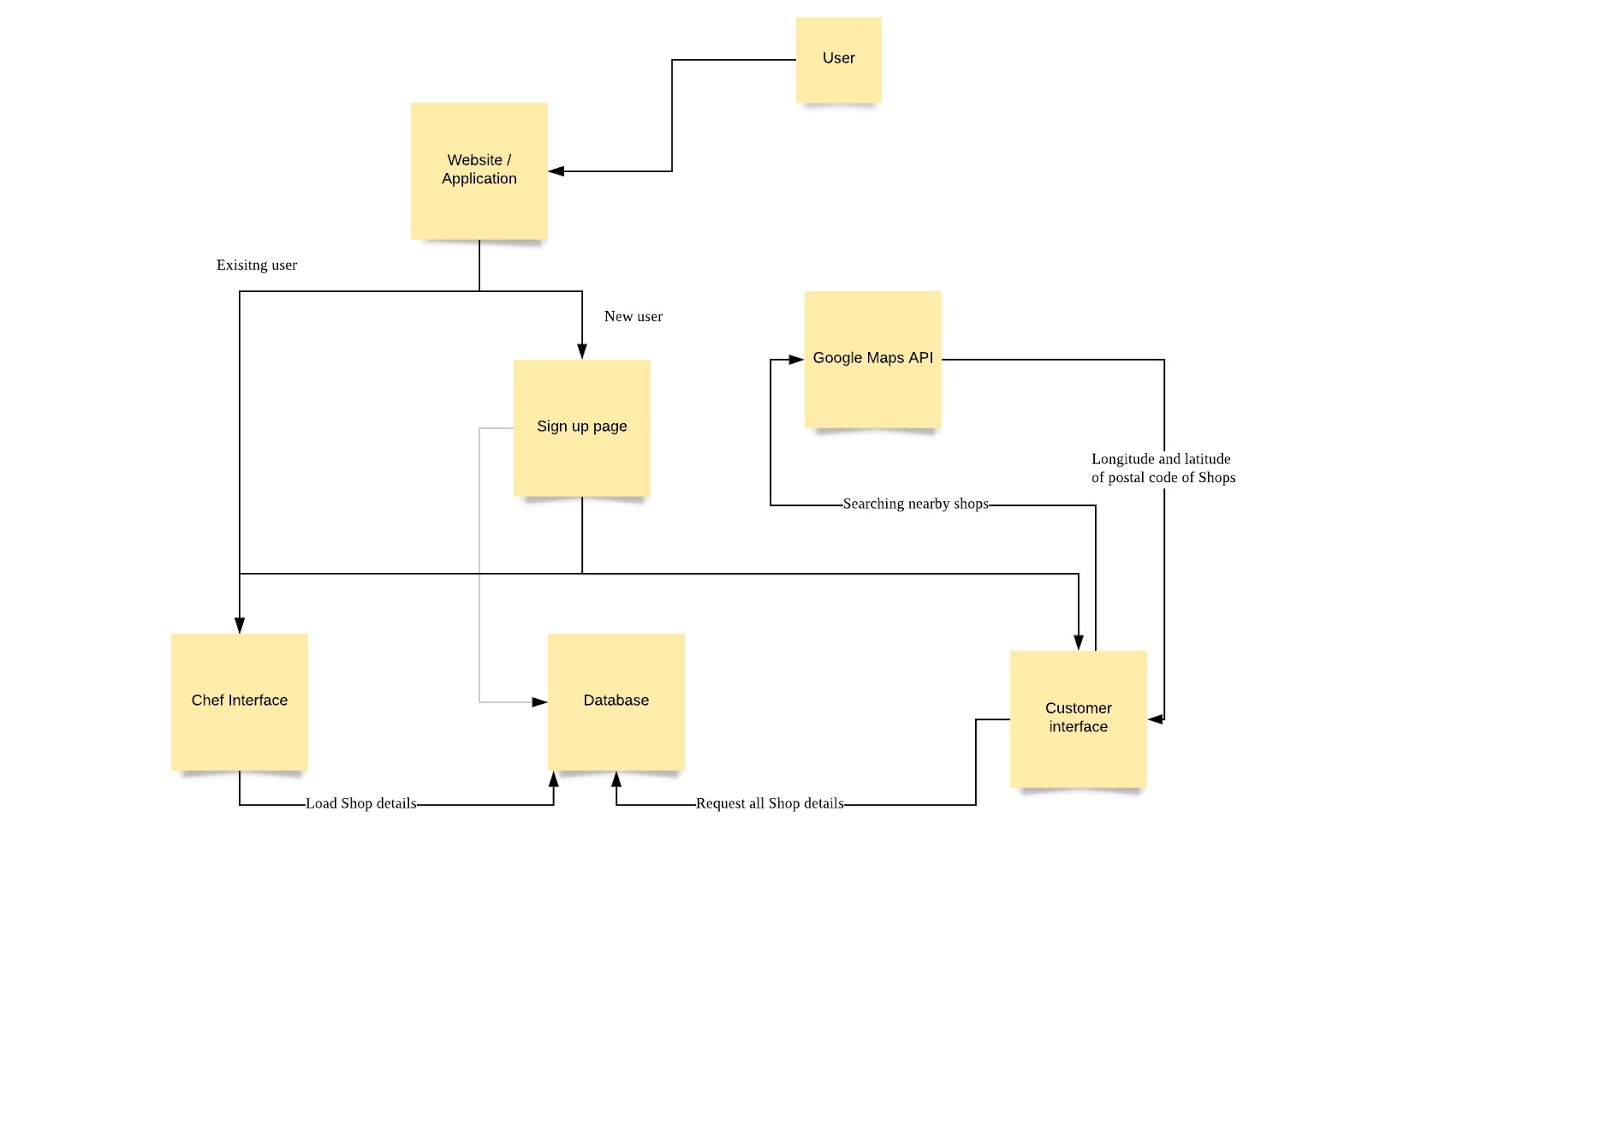 User
Website /
Application
Exisitng user
New user
Google Maps API
Sign up page
Longitude and latitude
of postal code of Shops
Searching nearby shops
Chef Interface
Database
Customer
interface
Load Shop details
Request all Shop details